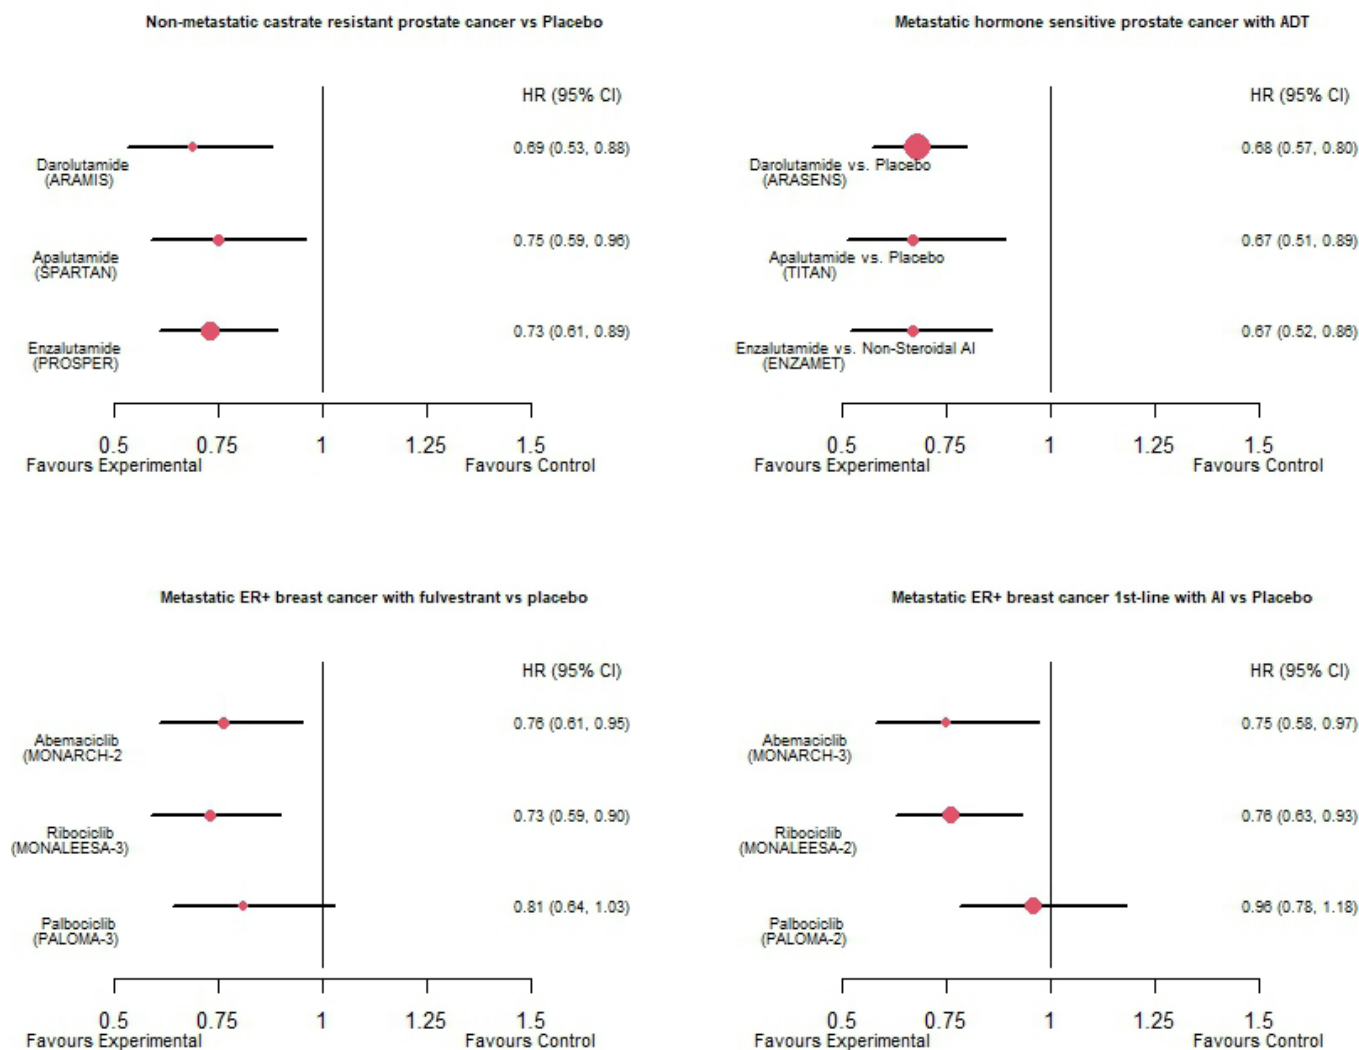 Non-metastatic castrate resistant prostate cancer vs Placebo
HR (95% CI)
Darolutamide
(ARAMIS)
0.69 (0.53, 0.88)
Apalutamide
(SPARTAN)
0.75 (0.59, 0.96)
Enzalutamide
(PROSPER)
0.73 (0.61, 0.89)
0.5 0.75 1 1.25 1.5
Favours Experimental Favours Control
Metastatic hormone sensitive prostate cancer with ADT
HR (95% CI)
Darolutamide vs. Placebo
(ARASENS)
0.68 (0.57, 0.80)
Apalutamide vs. Placebo
(TITAN)
0.67 (0.51, 0.89)
Enzalutamide vs. Non-Steroidal AI
(ENZAMET)
0.67 (0.52, 0.86)
0.5 0.75 1 1.25 1.5
Favours Experimental Favours Control
Metastatic ER+ breast cancer with fulvestrant vs placebo
HR (95% CI)
Abemaciclib
(MONARCH-2
0.76 (0.61, 0.95)
Ribociclib
(MONALEESA-3)
0.73 (0.59, 0.90)
Palbociclib
(PALOMA-3)
0.81 (0.64, 1.03)
0.5 0.75 1 1.25 1.5
Favours Experimental Favours Control
Metastatic ER+ breast cancer 1st-line with AI vs Placebo
HR (95% CI)
Abemaciclib
(MONARCH-3)
0.75 (0.58, 0.97)
Ribociclib
(MONALEESA-2)
0.76 (0.63, 0.93)
Palbociclib
(PALOMA-2)
0.96 (0.78, 1.18)
0.5 0.75 1 1.25 1.5
Favours Experimental Favours Control